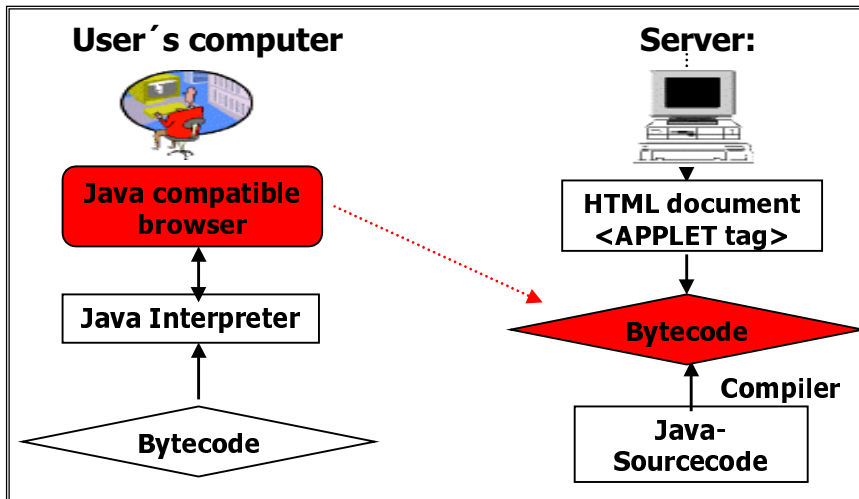 User´s computer
Server:
Java compatible
browser
HTML document
<APPLET tag>
Java Interpreter
Bytecode
Compiler
Bytecode
Java-
Sourcecode